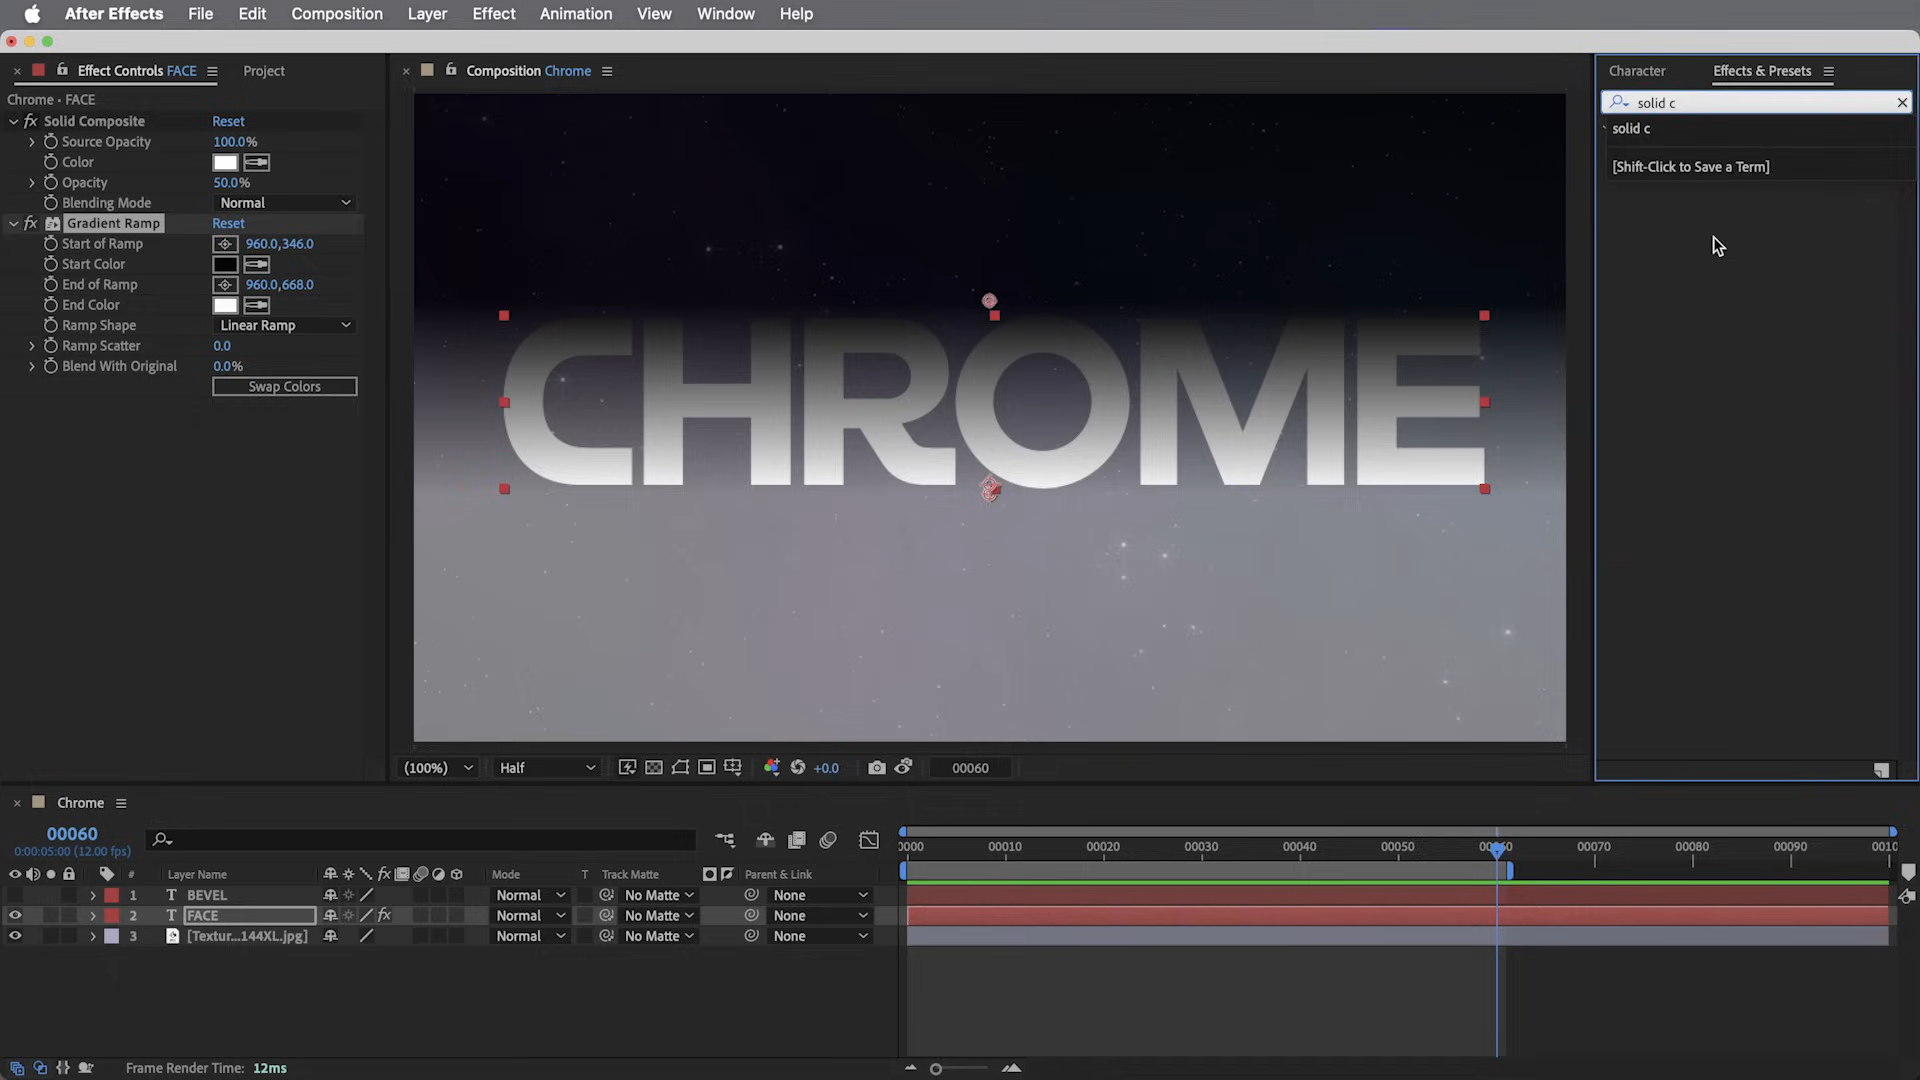 After Effects File Edit Composition Layer Effect Animation View Window Help
Effect Controls FACE Project
Chrome • FACE
fx Solid Composite Reset
Source Opacity 100.0%
Color
Opacity 50.0%
Blending Mode Normal
fx Gradient Ramp Reset
Start of Ramp 960.0,346.0
Start Color
End of Ramp 960.0,668.0
End Color
Ramp Shape Linear Ramp
Ramp Scatter 0.0
Blend With Original 0.0%
Swap Colors
Composition Chrome
CHROME
(100%) Half +0.0 00060
Character Effects & Presets
solid c
solid c
[Shift-Click to Save a Term]
Chrome
00060
0:00:05:00 (12.00 fps)
0000 00010 00020 00030 00040 00050 00060 00070 00080 00090 0010
# Layer Name fx Mode T Track Matte Parent & Link
1 T BEVEL Normal No Matte None
2 T FACE fx Normal No Matte None
3 [Textur...144XL.jpg] Normal No Matte None
Frame Render Time: 12ms